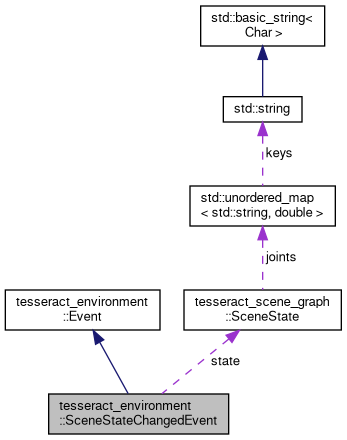 std::basic_string<
Char >
std::string
keys
std::unordered_map
< std::string, double >
joints
tesseract_environment
::Event
tesseract_scene_graph
::SceneState
state
tesseract_environment
::SceneStateChangedEvent